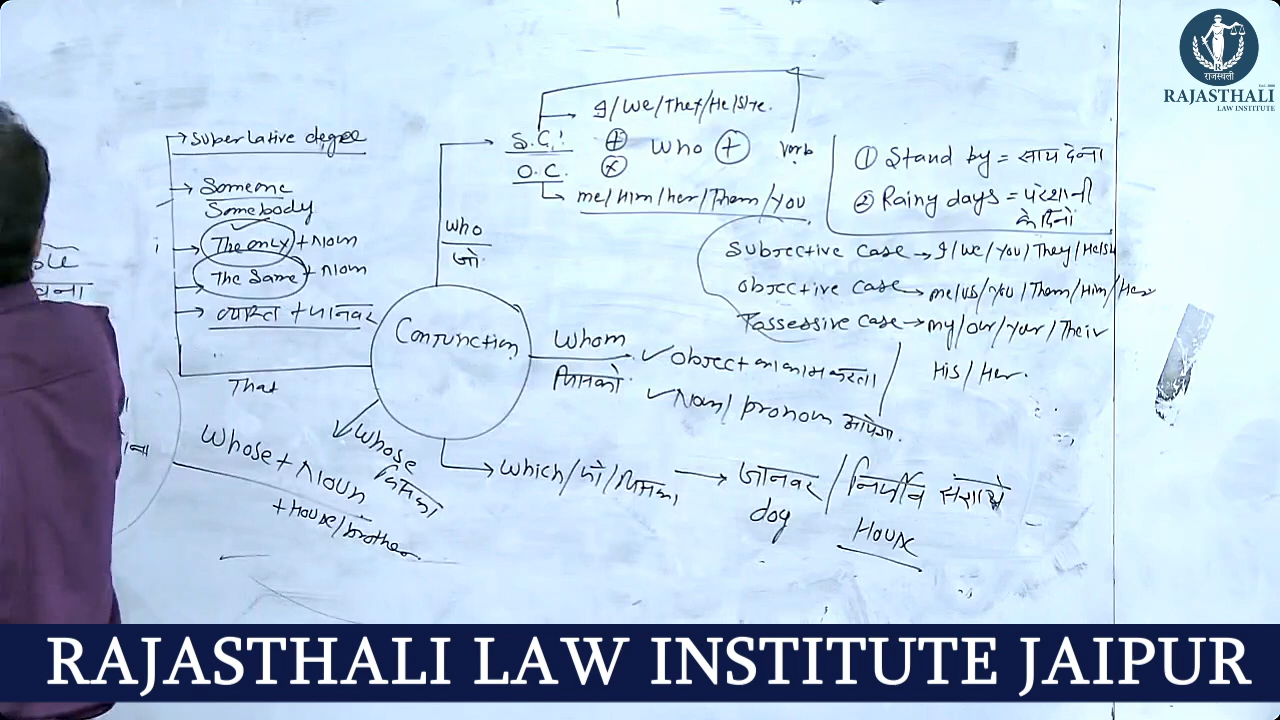 राजस्थली
RAJASTHALI
LAW INSTITUTE
Superlative degree
Someone
Somebody
The only + Noun
The same + Noun
व्यक्ति + जानवर
That
Conjunction
who
जो
S.C.:
O.C.
I/We/They/He/She.
who + verb
me/Him/her/Them/you
① Stand by = साथ देना
② Rainy days = परेशानी
के दिनों
Subjective case → I/We/You/They/He/She
objective case → me/us/you/Them/Him/Her
Possessive case → my/our/your/Their
His/Her.
Whom
जिसको
✓ object का काम करता
✓ Noun/pronoun आयेगा.
Whose
जिसका
Whose + Noun
+ House/brother.
→ which/जो/जिसका → जानवर / निर्जीव संज्ञाये
dog
House
वना
RAJASTHALI LAW INSTITUTE JAIPUR